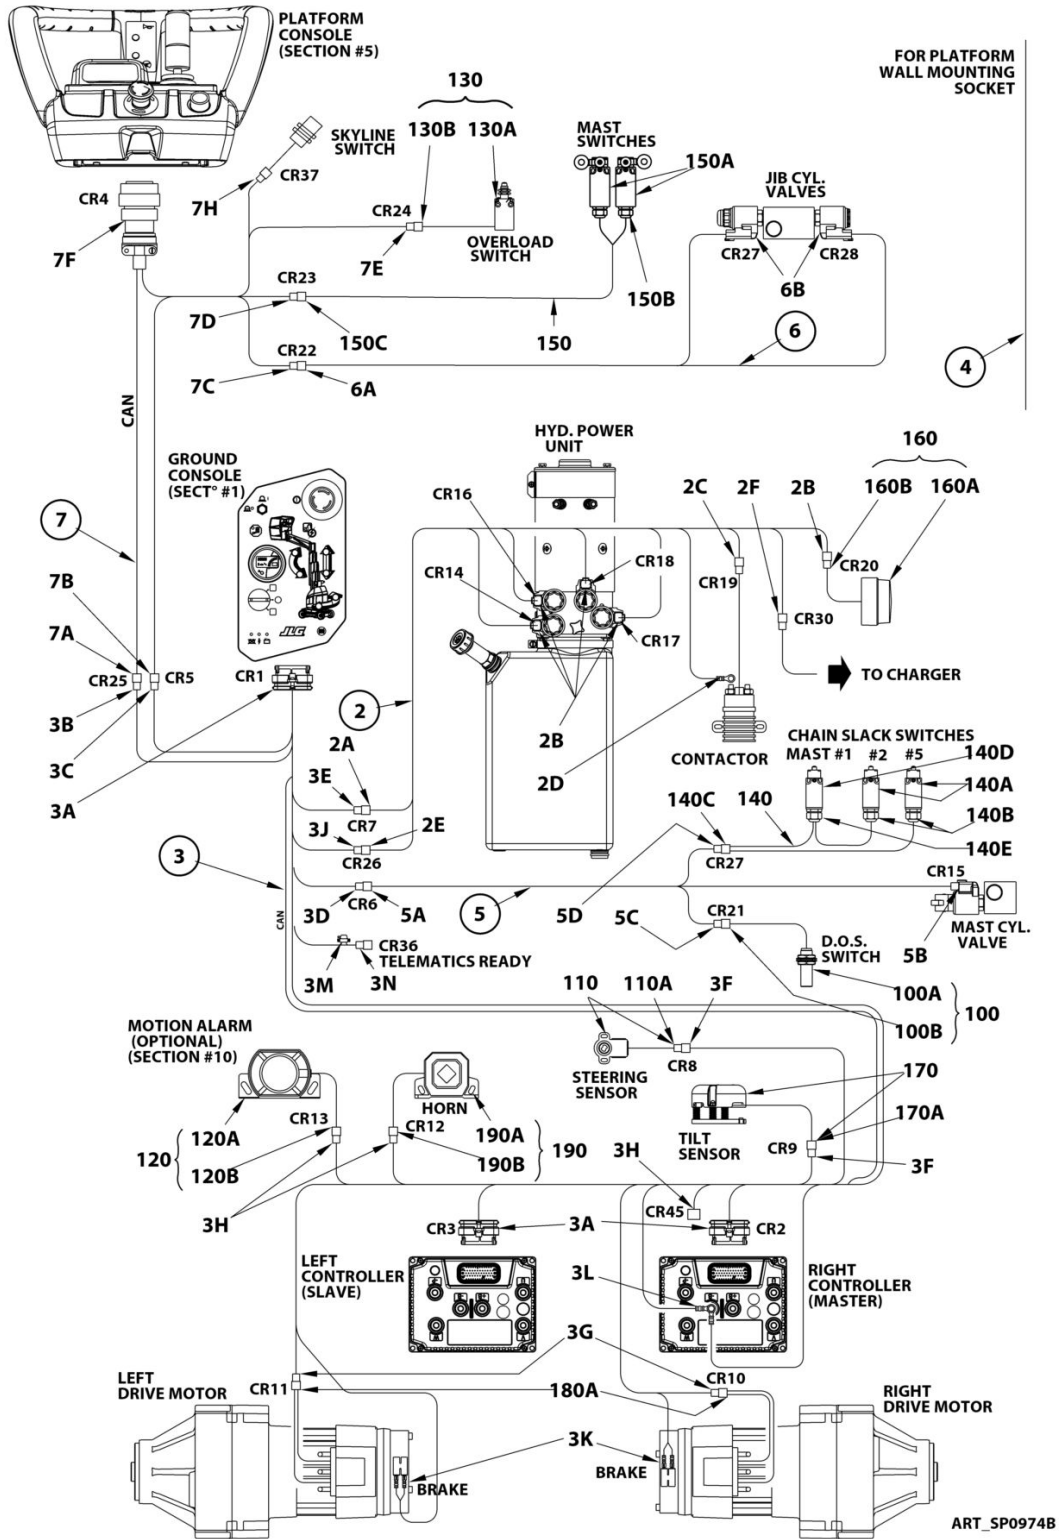 PLATFORM
CONSOLE
(SECTION #5)
FOR PLATFORM
WALL MOUNTING
SOCKET
130
130B
130A
SKYLINE
SWITCH
MAST
SWITCHES
150A
JIB CYL.
VALVES
CR4
7H
CR37
CR24
7F
7E
OVERLOAD
SWITCH
CR27
CR28
CR23
6B
150B
7D
150C
150
6
CR22
7C
6A
4
CAN
HYD. POWER
UNIT
160
GROUND
CONSOLE
(SECT° #1)
CR16
2C
2F
2B
160B
160A
7
CR14
CR18
CR19
CR20
7B
CR30
JLG
CR17
7A
CR1
TO CHARGER
CR25
CR5
3B
2
2B
CHAIN SLACK SWITCHES
MAST #1
#2
#5
3C
2A
CONTACTOR
140D
3A
3E
2D
140C
140
140A
CR7
140B
3J
2E
140E
3
CR26
CR27
CR15
CAN
3D
CR6
5A
5
5D
5C
CR21
MAST CYL.
VALVE
CR36
TELEMATICS READY
D.O.S.
SWITCH
5B
3M
3N
110
110A
3F
100A
100
100B
MOTION ALARM
(OPTIONAL)
(SECTION #10)
STEERING
SENSOR
CR8
170
HORN
CR13
CR12
TILT
SENSOR
170A
120A
190A
CR9
120
190
3H
120B
190B
3F
3H
CR45
CR3
3A
CR2
LEFT
CONTROLLER
(SLAVE)
3L
RIGHT
CONTROLLER
(MASTER)
3G
LEFT
DRIVE MOTOR
CR11
180A
CR10
RIGHT
DRIVE MOTOR
3K
BRAKE
BRAKE
ART_SP0974B